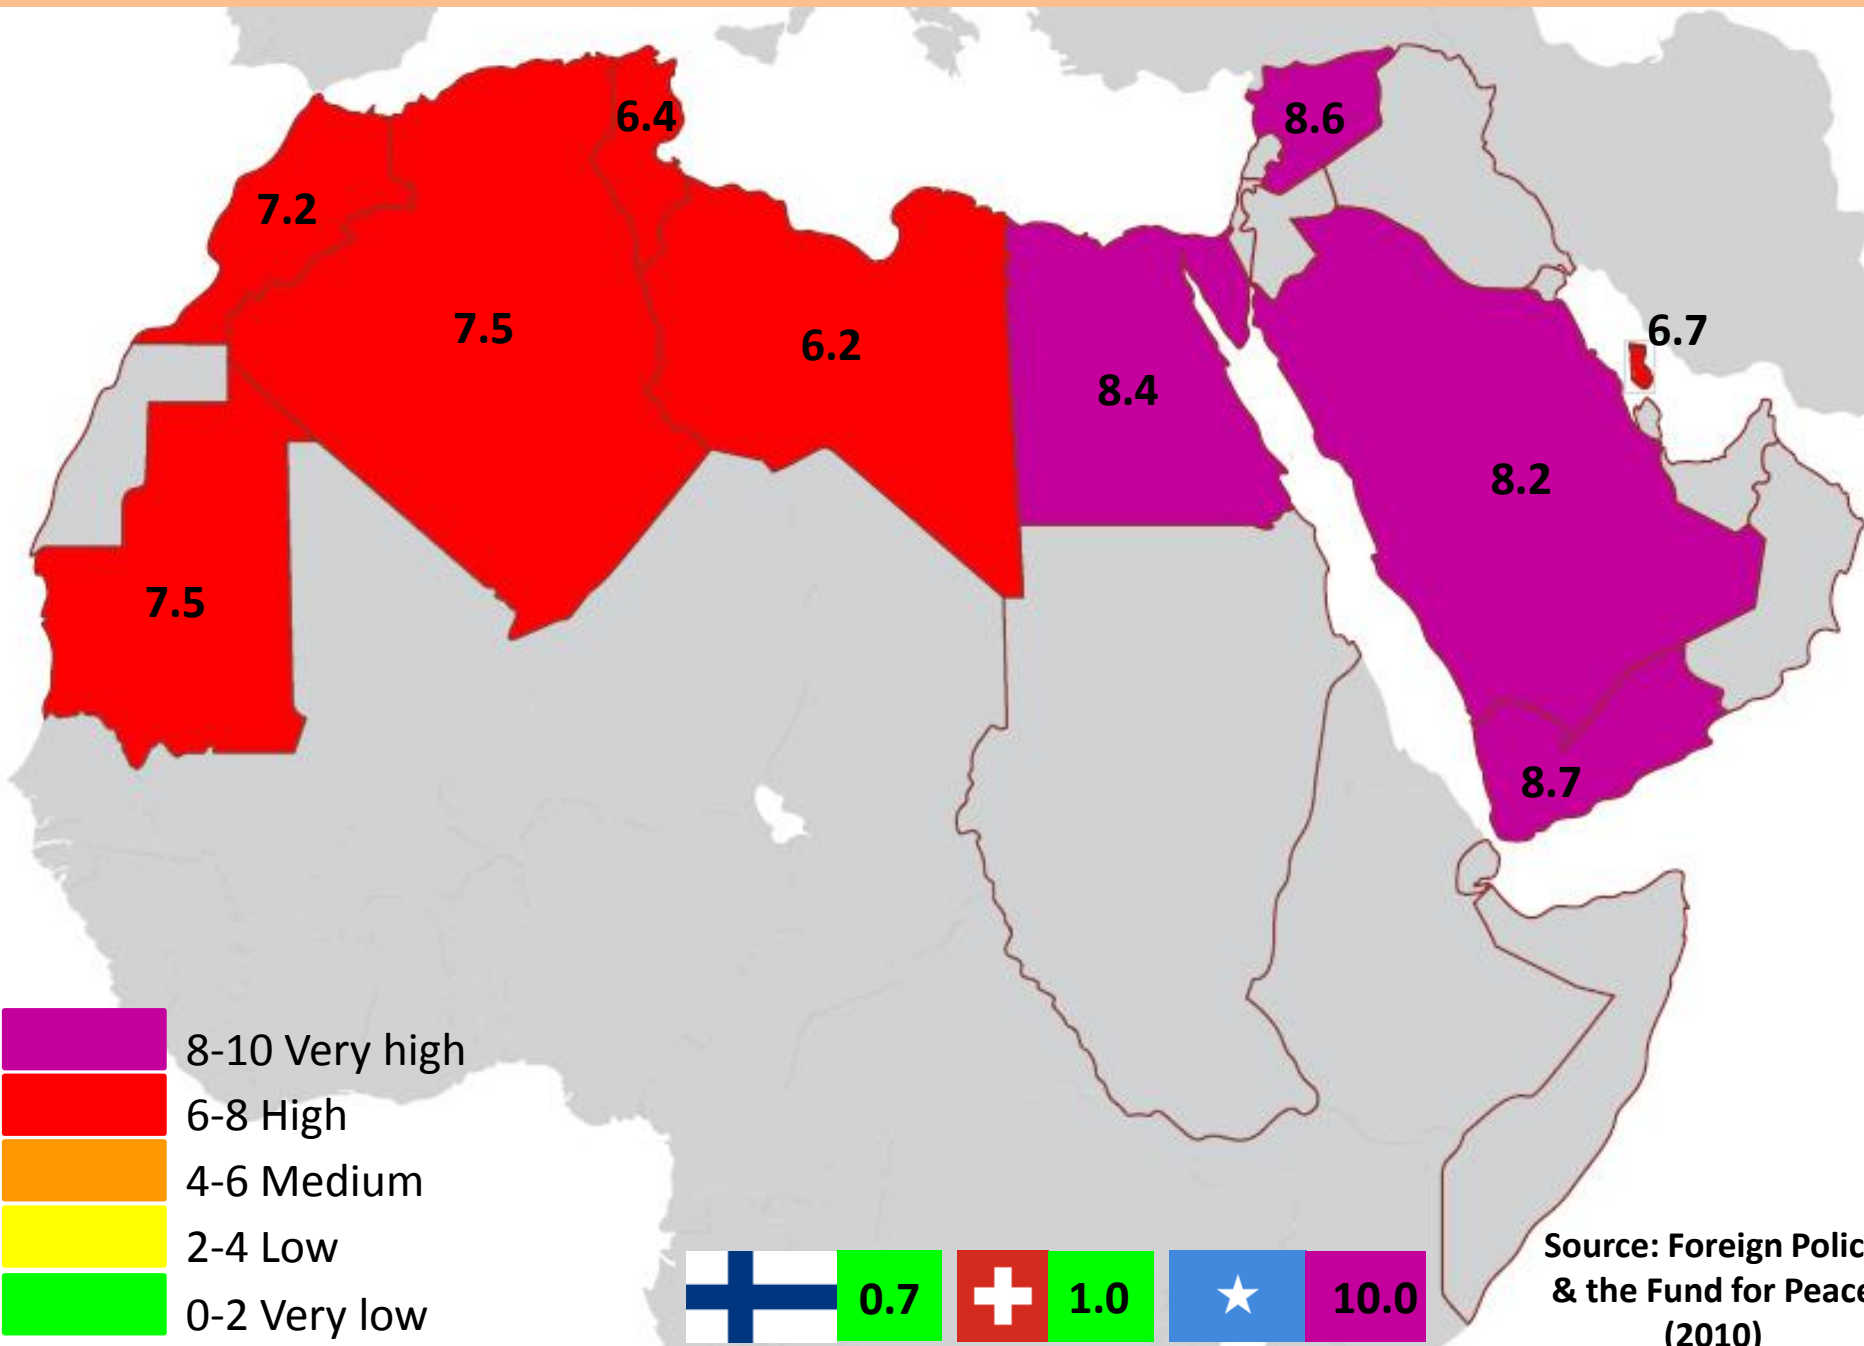 6.4
8.6
7.2
7.5
6.2
6.7
8.4
8.2
7.5
8.7
8-10 Very high
6-8 High
4-6 Medium
2-4 Low
0-2 Very low
0.7
1.0
10.0
Source: Foreign Polic
& the Fund for Peace
(2010)